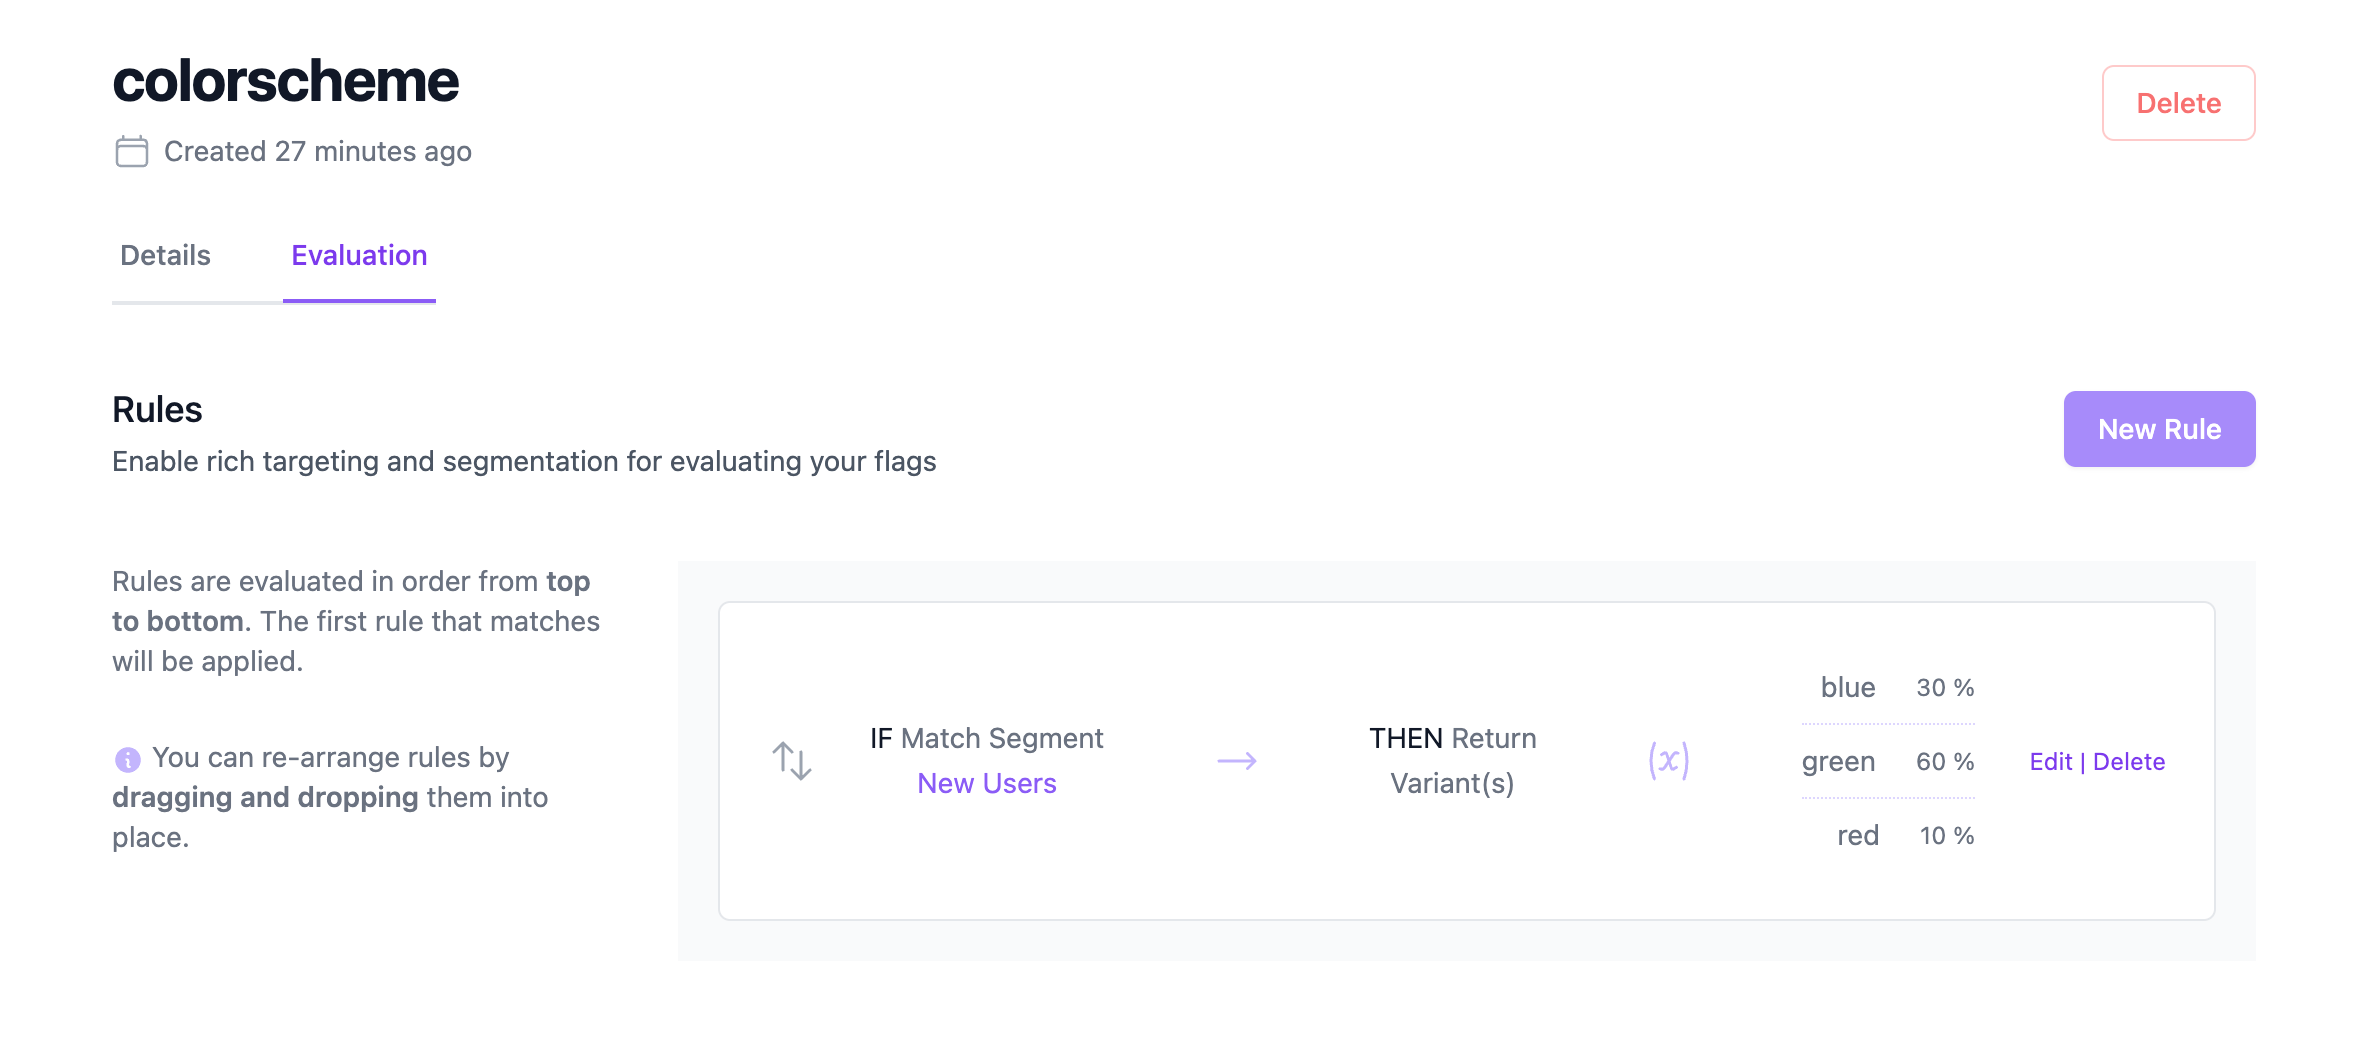 colorscheme
Delete
Created 27 minutes ago
Details
Evaluation
Rules
New Rule
Enable rich targeting and segmentation for evaluating your flags
Rules are evaluated in order from top
to bottom. The first rule that matches
will be applied.
You can re-arrange rules by
dragging and dropping them into
place.
IF Match Segment
New Users
THEN Return
Variant(s)
(x)
blue 30 %
green 60 %
red 10 %
Edit | Delete